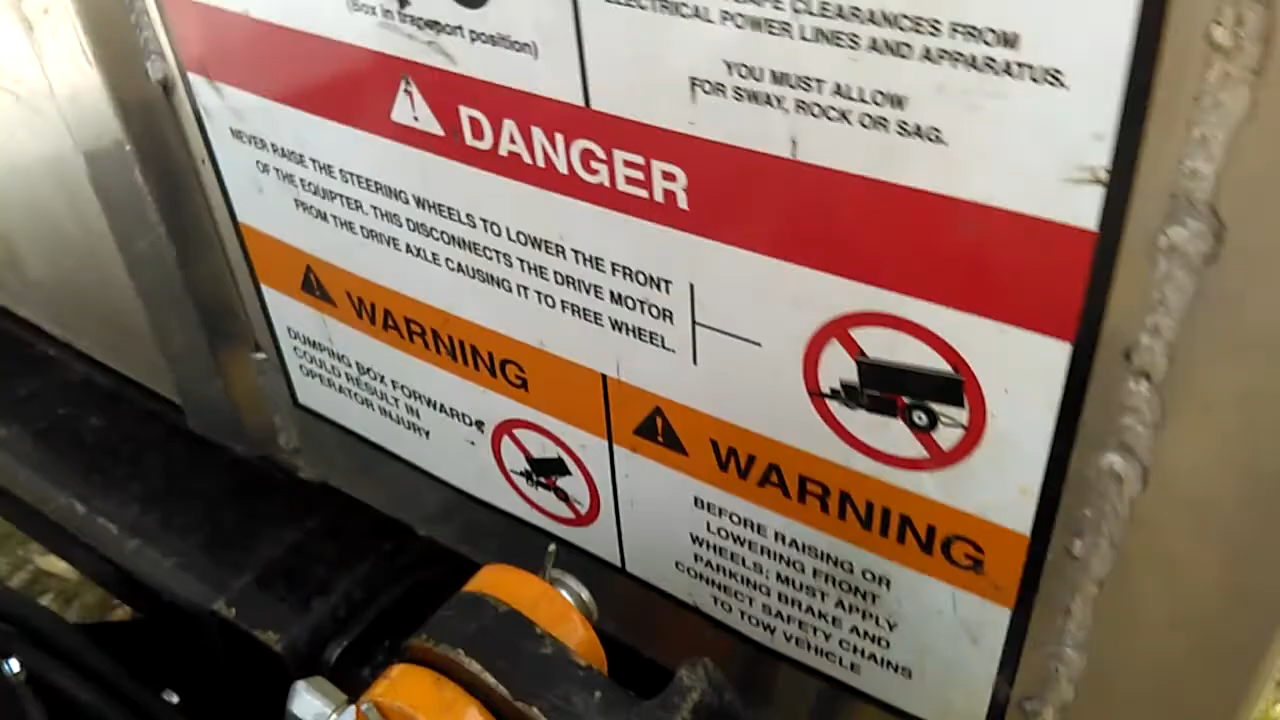 (Box in transport position)
CLEARANCES FROM
ELECTRICAL POWER LINES AND APPARATUS.
YOU MUST ALLOW
FOR SWAY, ROCK OR SAG.
DANGER
NEVER RAISE THE STEERING WHEELS TO LOWER THE FRONT
OF THE EQUIPTER. THIS DISCONNECTS THE DRIVE MOTOR
FROM THE DRIVE AXLE CAUSING IT TO FREE WHEEL.
WARNING
DUMPING BOX FORWARDS
COULD RESULT IN
OPERATOR INJURY
WARNING
BEFORE RAISING OR
LOWERING FRONT
WHEELS; MUST APPLY
PARKING BRAKE AND
CONNECT SAFETY CHAINS
TO TOW VEHICLE